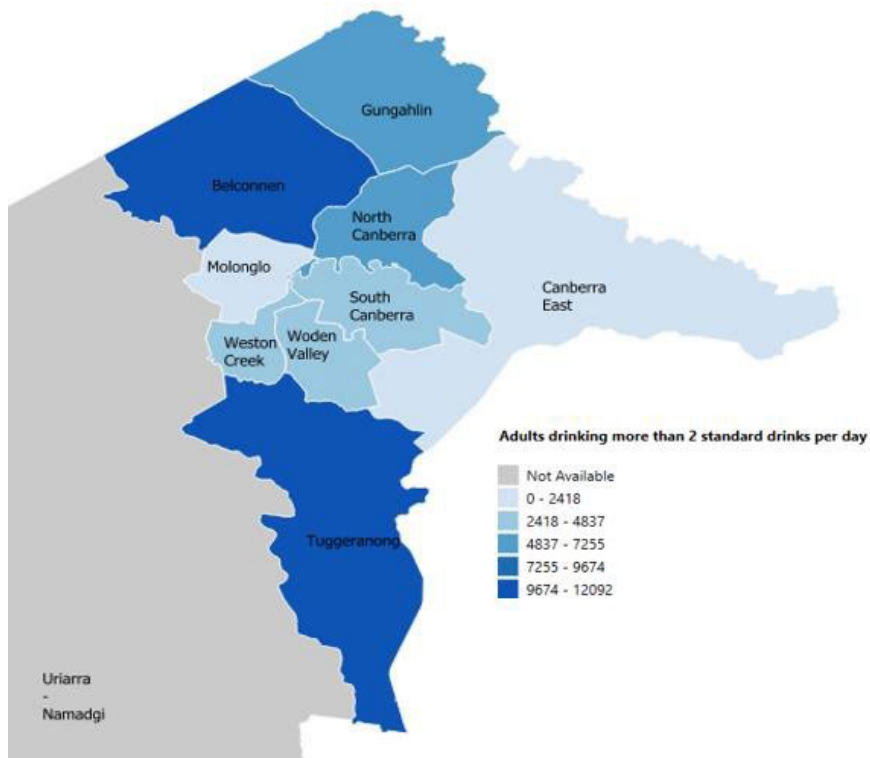 Gungahlin
Belconnen
North
Canberra
Molonglo
Canberra
East
South
Canberra
Weston
Creek
Woden
Valley
Adults drinking more than 2 standard drinks per day
Not Available
0 - 2418
2418 - 4837
4837 - 7255
7255 - 9674
9674 - 12092
Tuggeranong
Uriarra
-
Namadgi